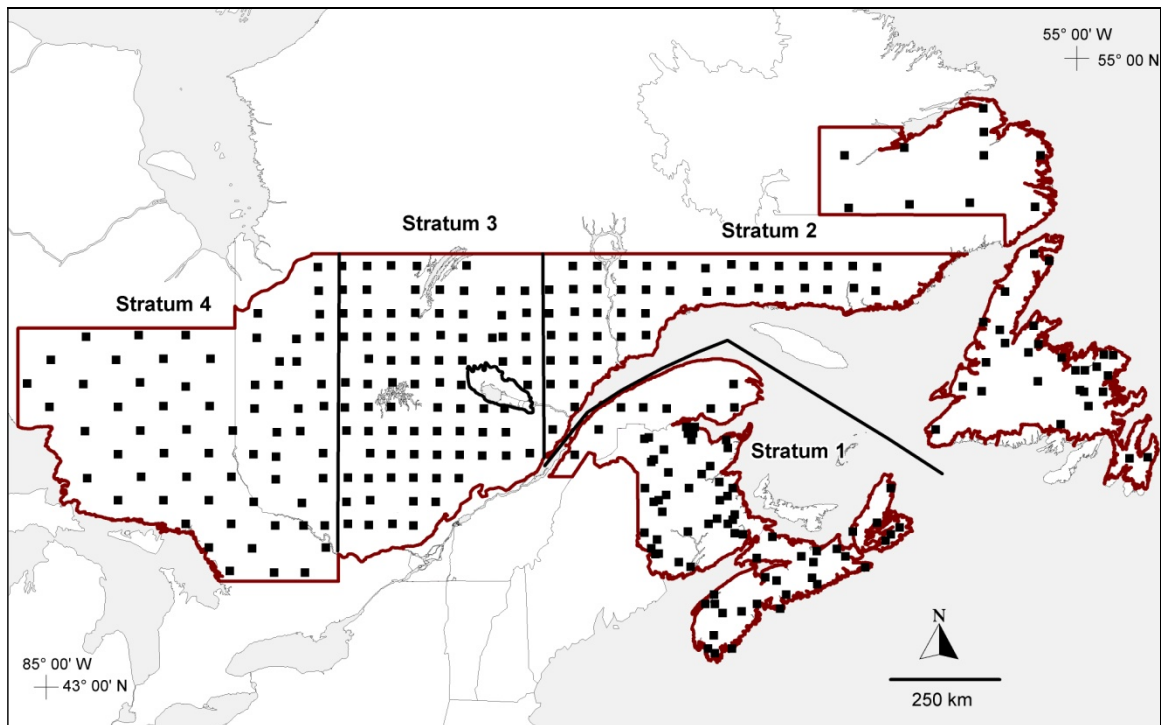 55° 00' W
55° 00' N
Stratum 3
Stratum 2
Stratum 4
Stratum 1
N
85° 00' W
43° 00' N
250 km